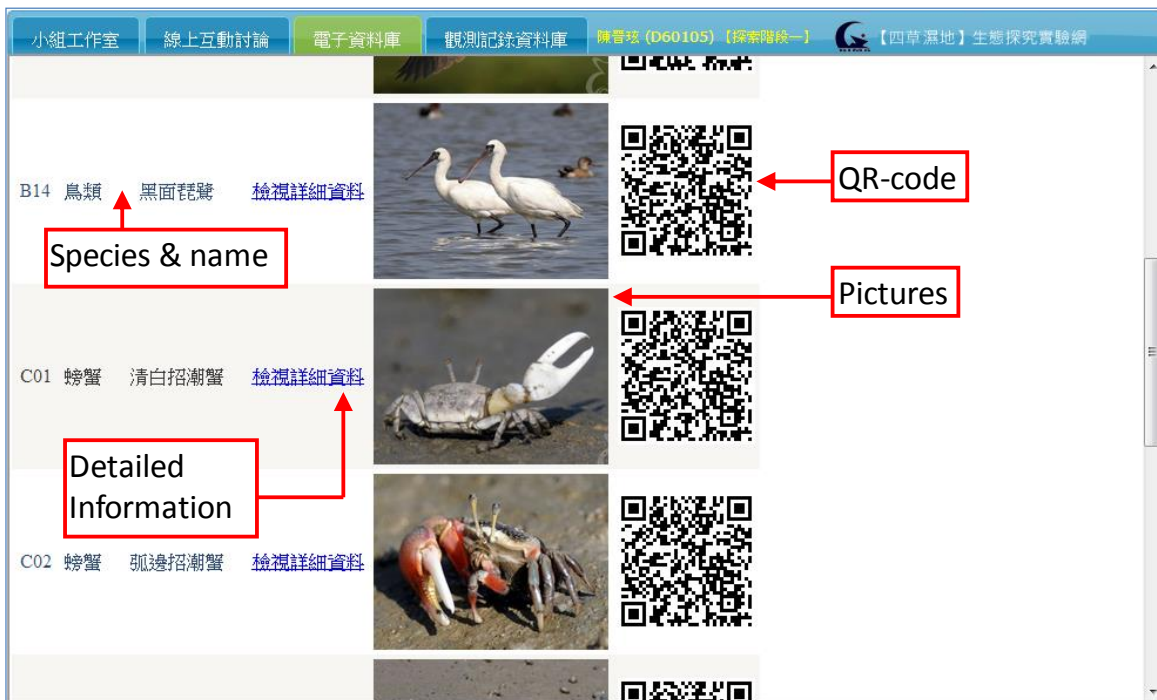 小組工作室 線上互動討論 電子資料庫 觀測記錄資料庫 陳晉玹 (D60105) 【探索階段一】 【四草濕地】生態探究實驗網
B14 鳥類 黑面琵鷺 檢視詳細資料
QR-code
Species & name
Pictures
C01 螃蟹 清白招潮蟹 檢視詳細資料
Detailed
Information
C02 螃蟹 弧邊招潮蟹 檢視詳細資料